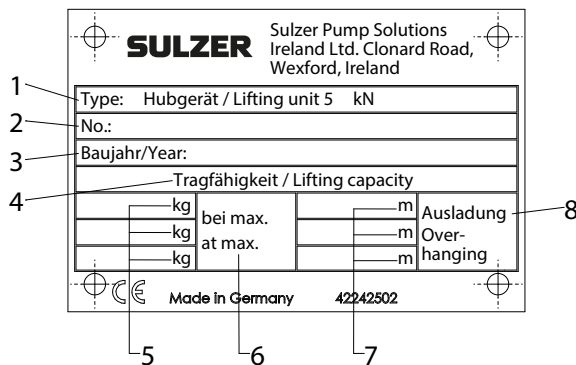 SULZER
Sulzer Pump Solutions
Ireland Ltd. Clonard Road,
Wexford, Ireland
1 Type: Hubgerät / Lifting unit 5 kN
2 No.:
3 Baujahr/Year:
4 Tragfähigkeit / Lifting capacity
kg
kg
kg
bei max.
at max.
m
m
m
Ausladung
Over-
hanging
8
CE Made in Germany 42242502
5 6 7